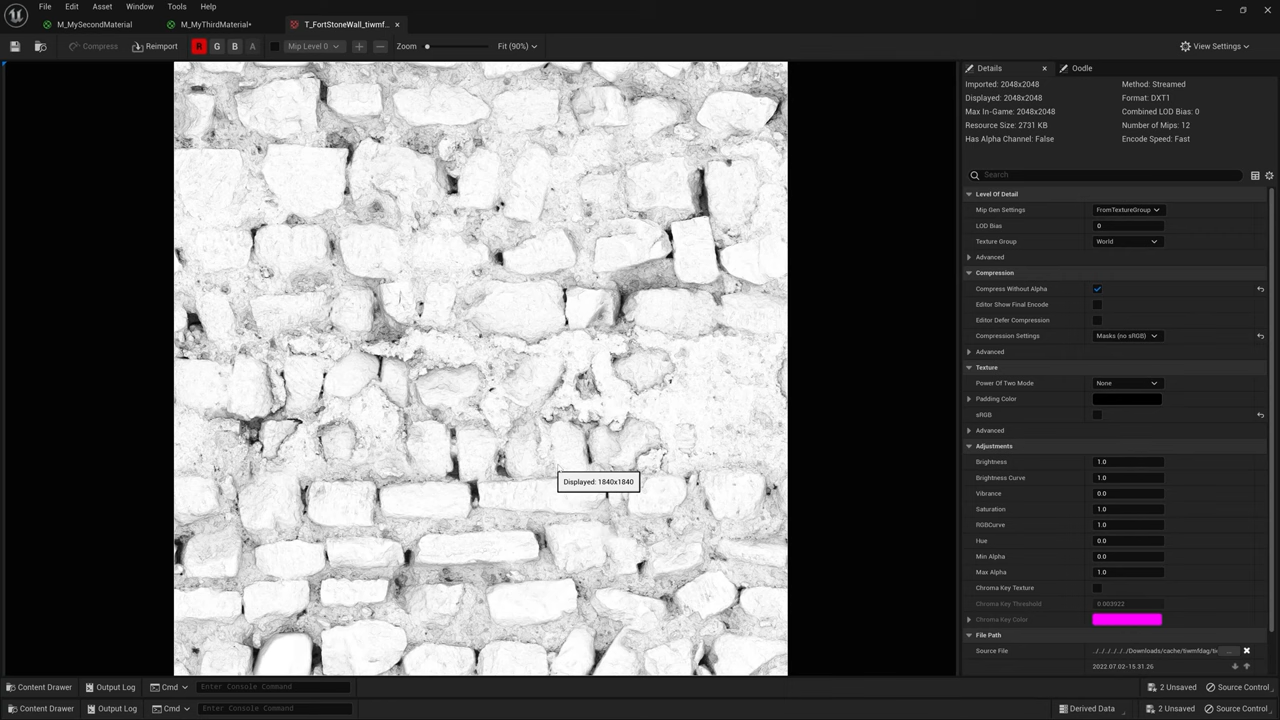 File Edit Asset Window Tools Help
M_MySecondMaterial M_MyThirdMaterial* T_FortStoneWall_tiwmf...
Compress Reimport R G B A Mip Level 0 Zoom Fit (90%) View Settings
Details Oodle
Imported: 2048x2048 Method: Streamed
Displayed: 2048x2048 Format: DXT1
Max In-Game: 2048x2048 Combined LOD Bias: 0
Resource Size: 2731 KB Number of Mips: 12
Has Alpha Channel: False Encode Speed: Fast
Search
Level Of Detail
Mip Gen Settings FromTextureGroup
LOD Bias 0
Texture Group World
Advanced
Compression
Compress Without Alpha
Editor Show Final Encode
Editor Defer Compression
Compression Settings Masks (no sRGB)
Advanced
Texture
Power Of Two Mode None
Padding Color
sRGB
Advanced
Adjustments
Brightness 1.0
Brightness Curve 1.0
Vibrance 0.0
Saturation 1.0
RGBCurve 1.0
Hue 0.0
Min Alpha 0.0
Max Alpha 1.0
Chroma Key Texture
Chroma Key Threshold 0.003922
Chroma Key Color
File Path
Source File ../../../../../Downloads/cache/tiwmfdag/ti
2022.07.02-15.31.26
Displayed: 1840x1840
Content Drawer Output Log Cmd Enter Console Command 2 Unsaved Source Control
Content Drawer Output Log Cmd Enter Console Command Derived Data 2 Unsaved Source Control